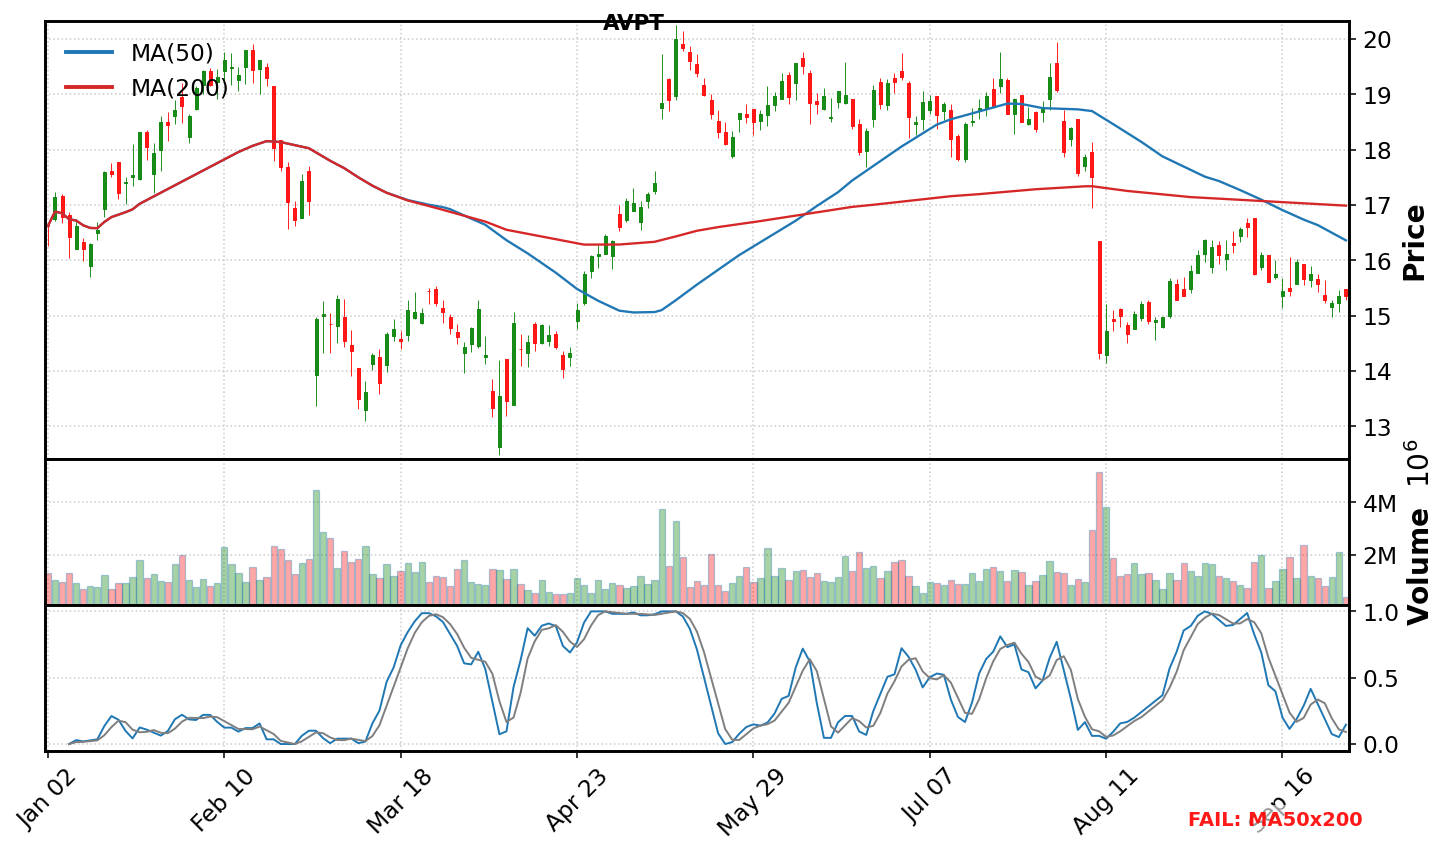 AVPT
MA(50)
MA(200)
20
19
18
17
16
15
14
13
Price
4M
2M
Volume 10^6
1.0
0.5
0.0
Jan 02
Feb 10
Mar 18
Apr 23
May 29
Jul 07
Aug 11
Sep 16
FAIL: MA50x200